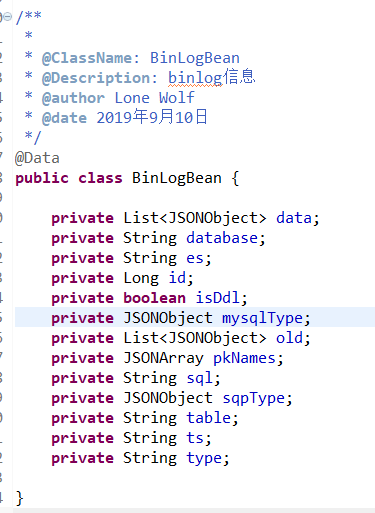 /**
*
* @ClassName: BinLogBean
* @Description: binlog信息
* @author Lone Wolf
* @date 2019年9月10日
*/
@Data
public class BinLogBean {
private List<JSONObject> data;
private String database;
private String es;
private Long id;
private boolean isDdl;
private JSONObject mysqlType;
private List<JSONObject> old;
private JSONArray pkNames;
private String sql;
private JSONObject sqpType;
private String table;
private String ts;
private String type;
}